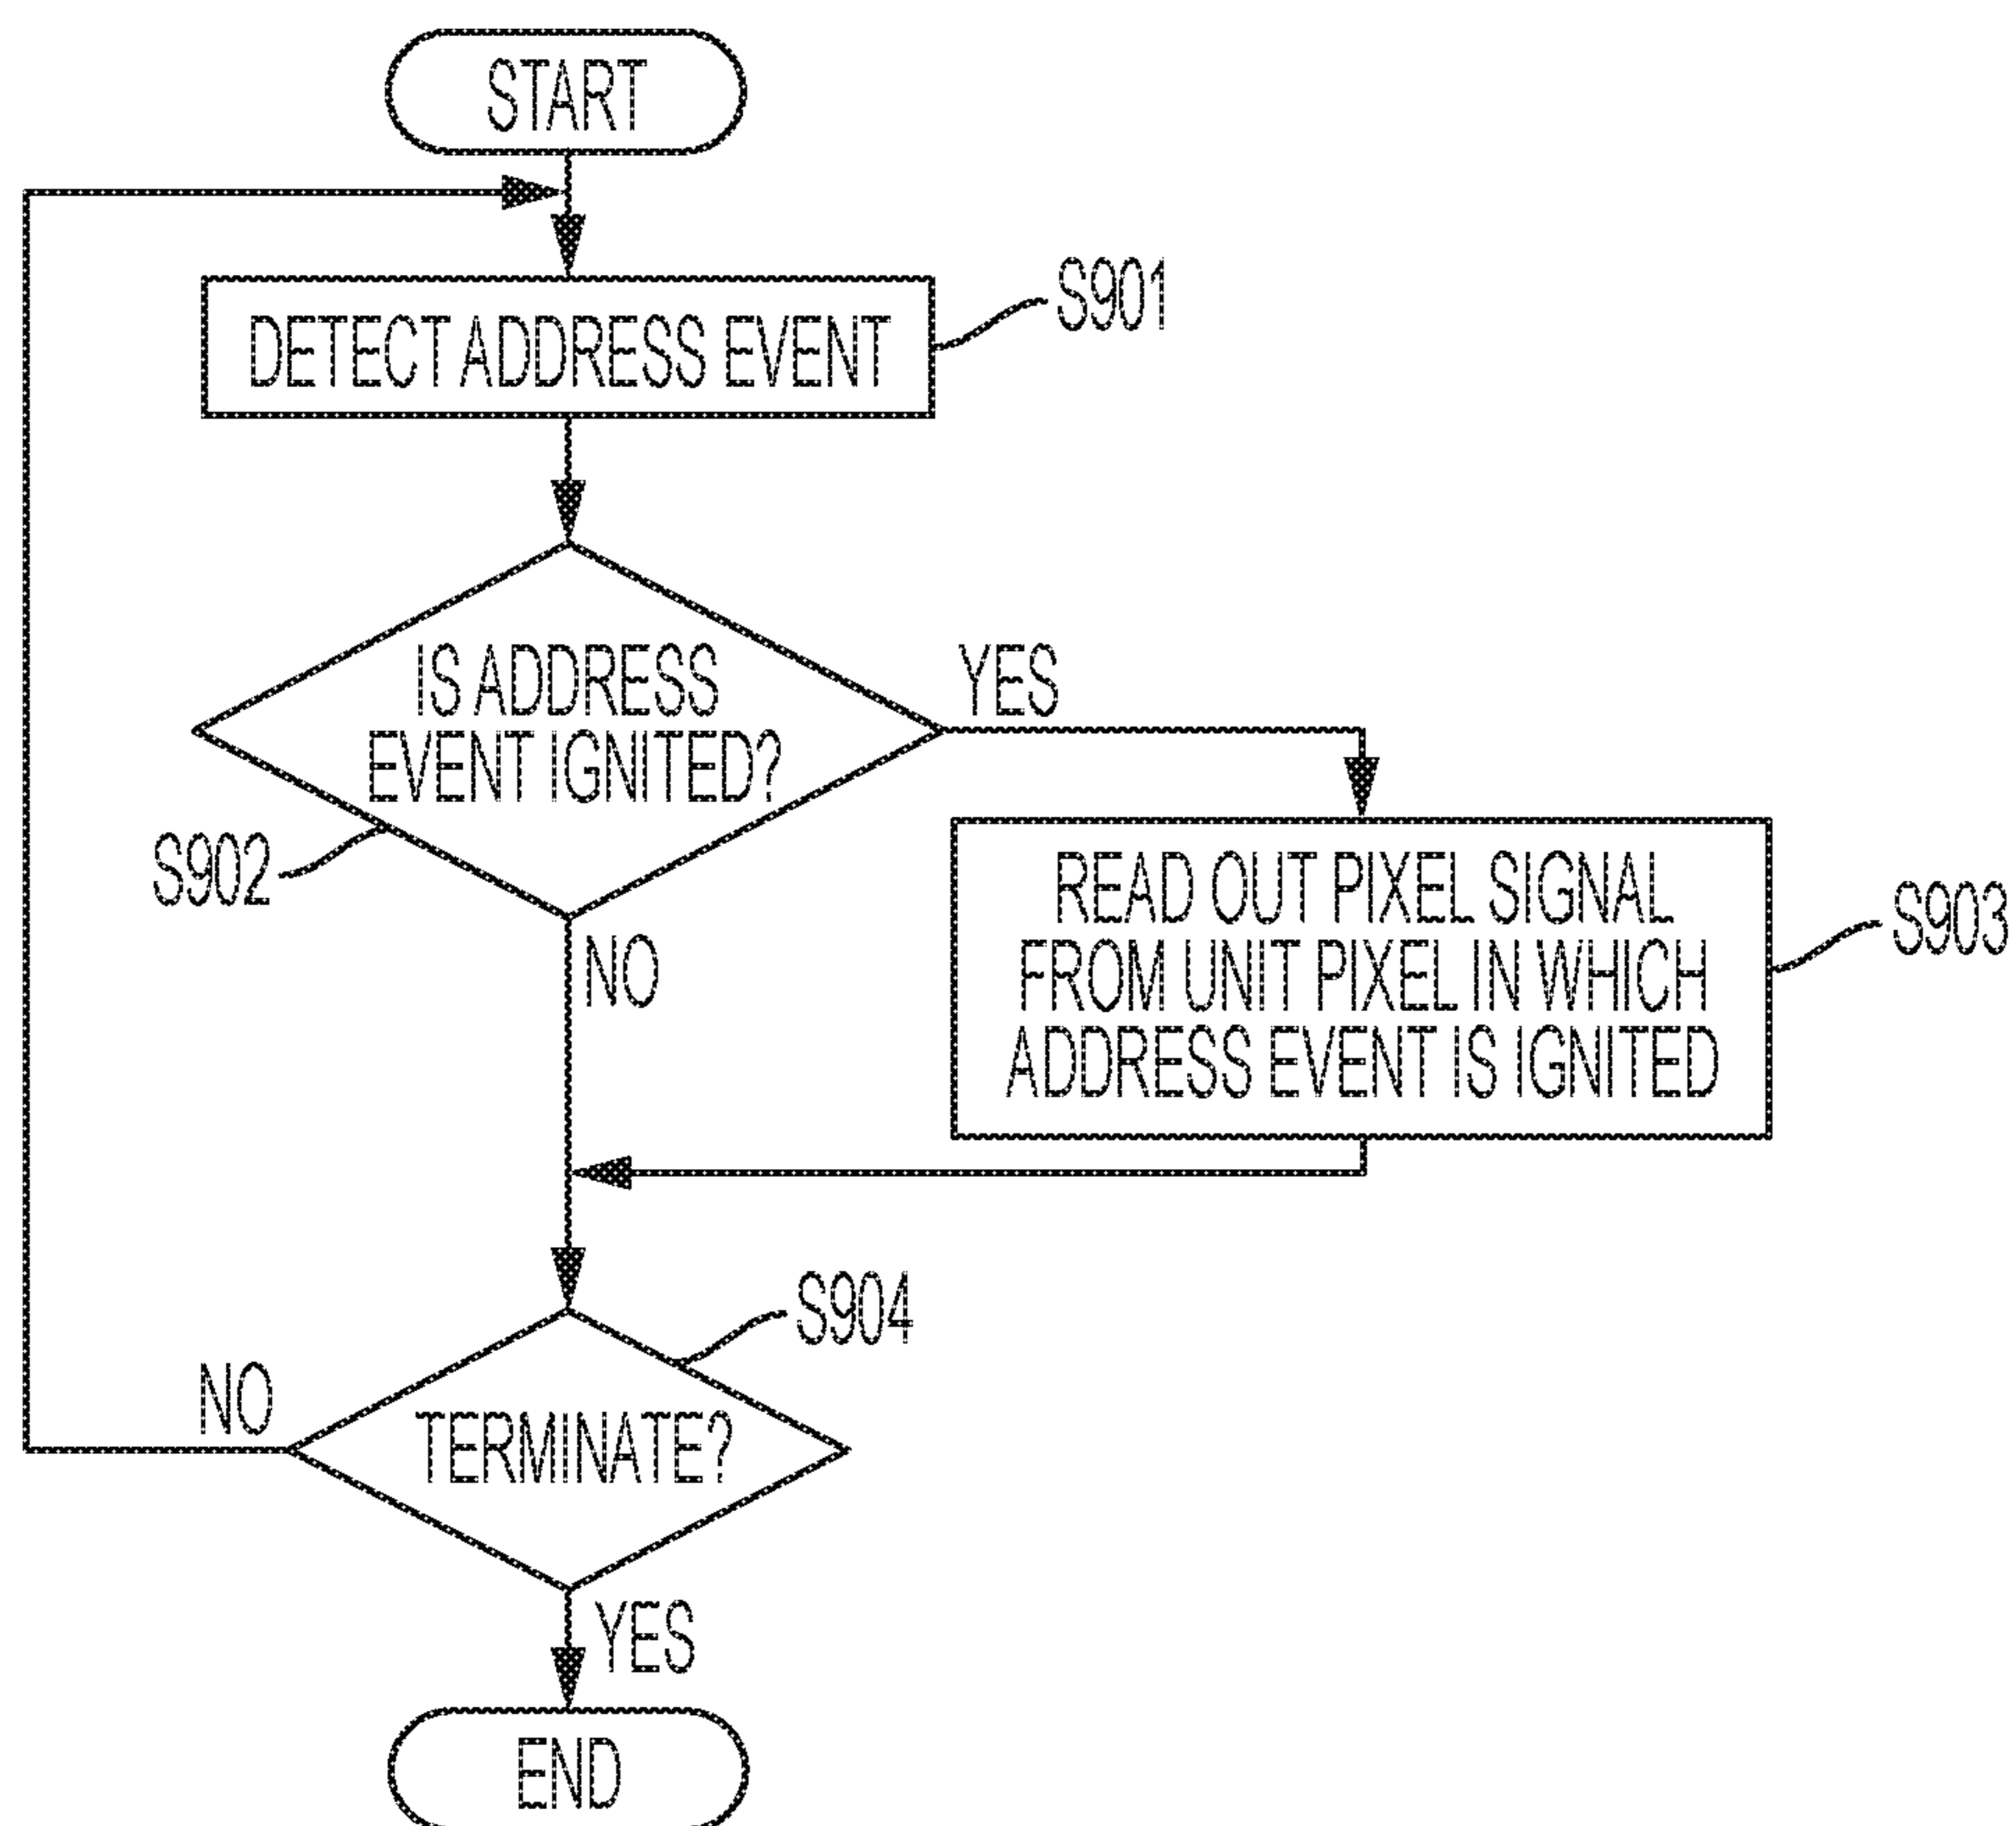 START
DETECT ADDRESS EVENT
S901
IS ADDRESS
EVENT IGNITED?
YES
S902
NO
READ OUT PIXEL SIGNAL
FROM UNIT PIXEL IN WHICH
ADDRESS EVENT IS IGNITED
S903
S904
NO
TERMINATE?
YES
END